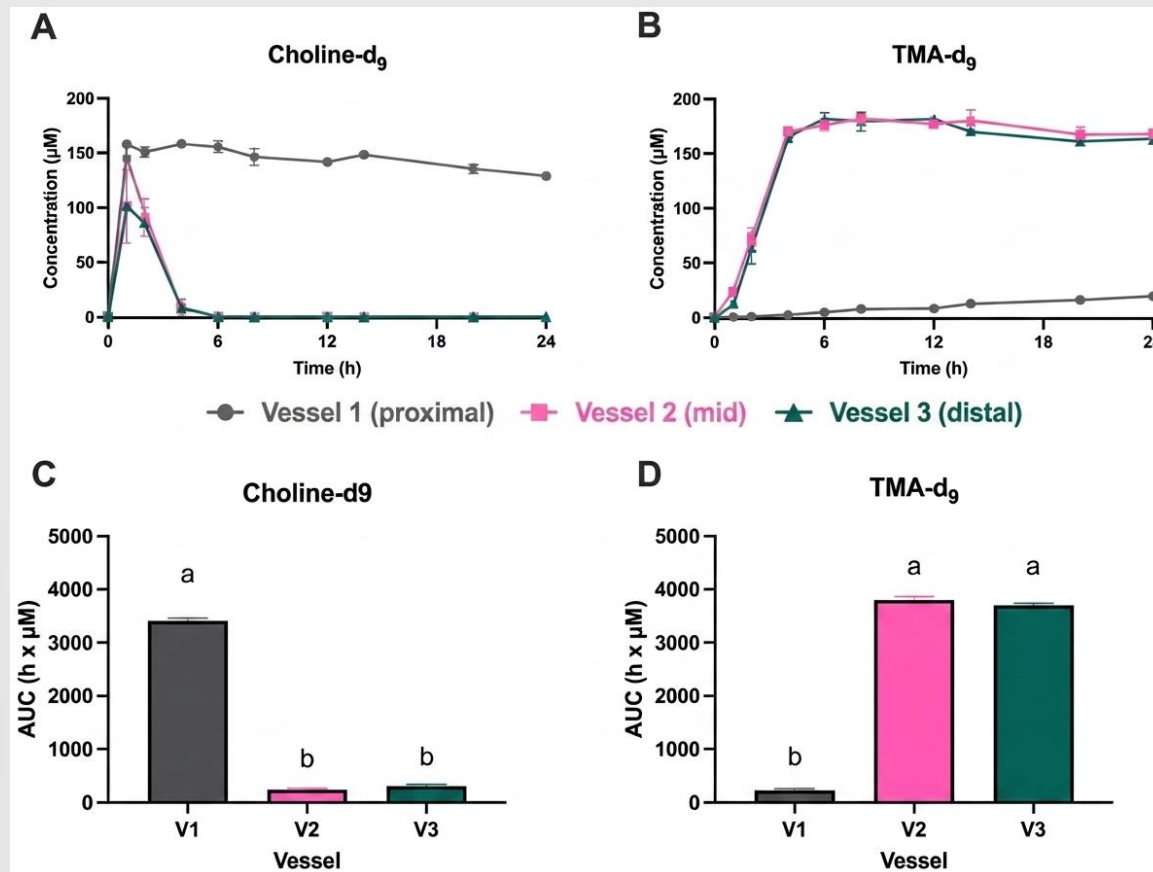 A
B
Choline-d₉
TMA-d₉
Concentration (µM)
200
150
100
50
0
0
6
12
18
24
Time (h)
Concentration (µM)
200
150
100
50
0
0
6
12
18
Time (h)
Vessel 1 (proximal) Vessel 2 (mid) Vessel 3 (distal)
C
D
Choline-d9
TMA-d₉
AUC (h x µM)
5000
4000
3000
2000
1000
0
a
b
b
V1 V2 V3
Vessel
AUC (h x µM)
5000
4000
3000
2000
1000
0
b
a
a
V1 V2 V3
Vessel